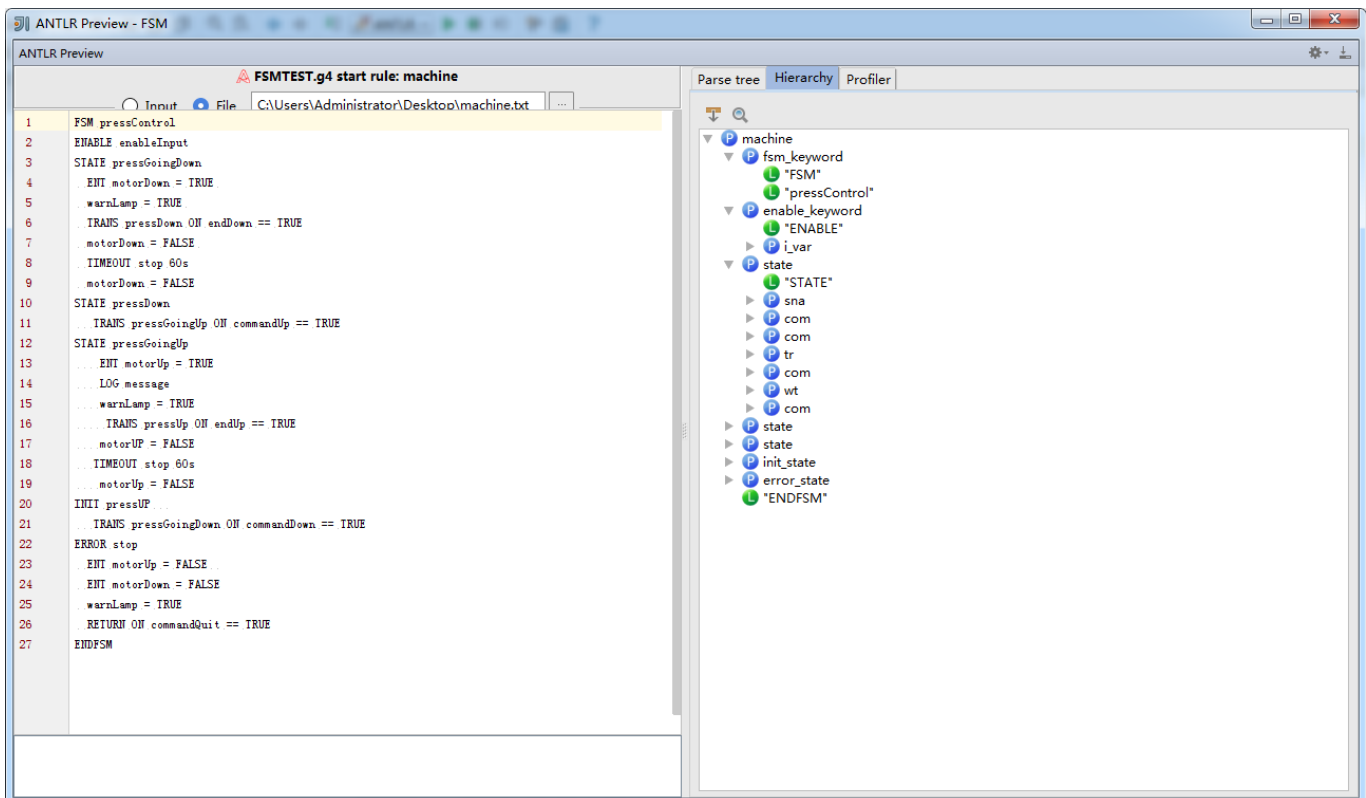 ANTLR Preview - FSM
ANTLR Preview
FSMTEST.g4 start rule: machine
Input File C:\Users\Administrator\Desktop\machine.txt ...
1 FSM pressControl
2 ENABLE enableInput
3 STATE pressGoingDown
4 ENT motorDown = TRUE
5 warnLamp = TRUE
6 TRANS pressDown ON endDown == TRUE
7 motorDown = FALSE
8 TIMEOUT stop 60s
9 motorDown = FALSE
10 STATE pressDown
11 TRANS pressGoingUp ON commandUp == TRUE
12 STATE pressGoingUp
13 ENT motorUp = TRUE
14 LOG message
15 warnLamp = TRUE
16 TRANS pressUp ON endUp == TRUE
17 motorUP = FALSE
18 TIMEOUT stop 60s
19 motorUp = FALSE
20 INIT pressUP
21 TRANS pressGoingDown ON commandDown == TRUE
22 ERROR stop
23 ENT motorUp = FALSE
24 ENT motorDown = FALSE
25 warnLamp = TRUE
26 RETURN ON commandQuit == TRUE
27 ENDFSM
Parse tree Hierarchy Profiler
machine
fsm_keyword
"FSM"
"pressControl"
enable_keyword
"ENABLE"
i_var
state
"STATE"
sna
com
com
tr
com
wt
com
state
state
init_state
error_state
"ENDFSM"